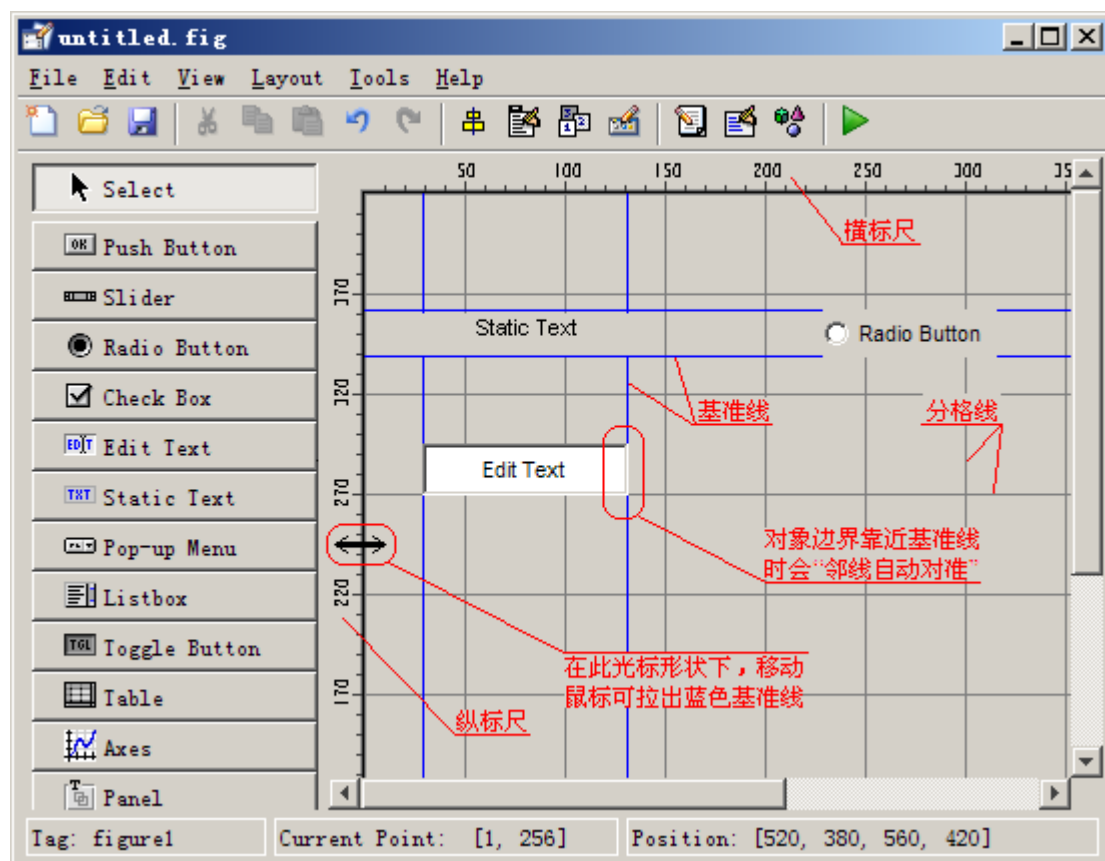 untitled.fig
File Edit View Layout Tools Help
50 100 150 200 250 300 35
Select
Push Button
Slider
Radio Button
Check Box
Edit Text
Static Text
Pop-up Menu
Listbox
Toggle Button
Table
Axes
Panel
OK
EDIT
TXT
TGL
横标尺
370
Static Text
Radio Button
320
基准线
分格线
Edit Text
270
对象边界靠近基准线
时会“邻线自动对准”
220
在此光标形状下，移动
鼠标可拉出蓝色基准线
170
纵标尺
Tag: figure1
Current Point: [1, 256]
Position: [520, 380, 560, 420]